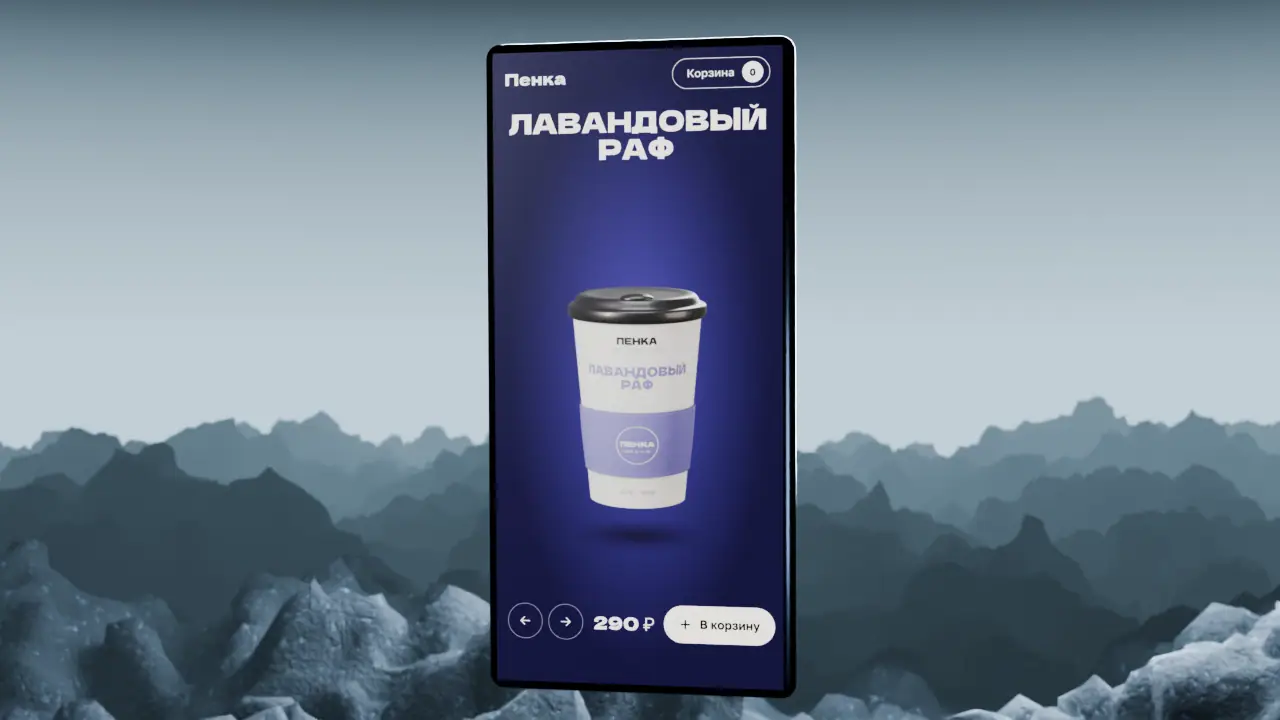 Пенка
Корзина 0
ЛАВАНДОВЫЙ
РАФ
ПЕНКА
ЛАВАНДОВЫЙ
РАФ
ПЕНКА
290 ₽
+ В корзину